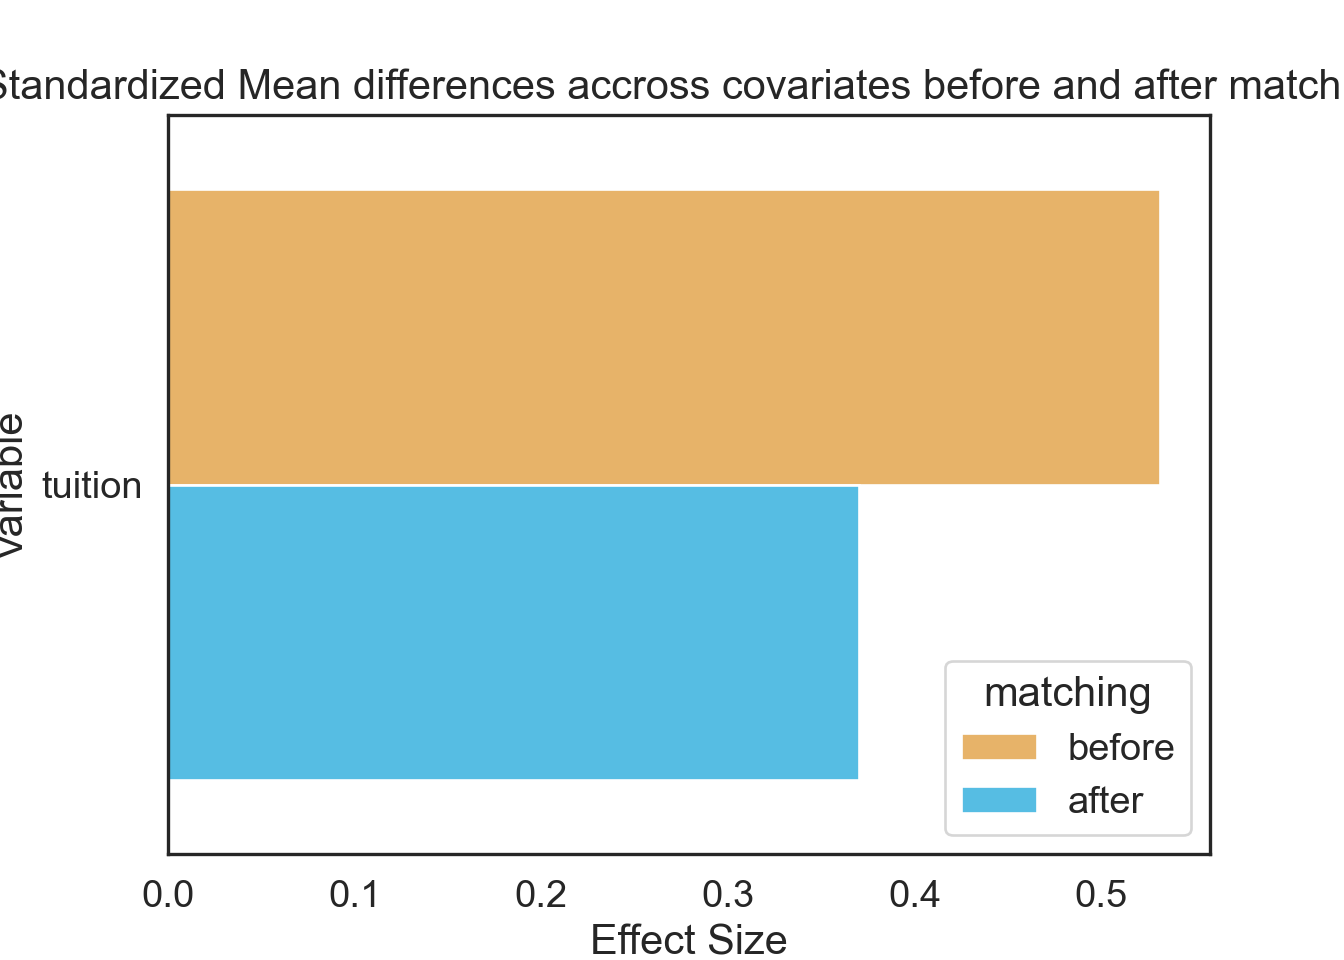 Standardized Mean differences accross covariates before and after match
Variable
tuition
matching
before
after
0.0 0.1 0.2 0.3 0.4 0.5
Effect Size